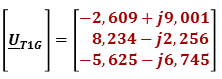 [U_T1G] = [−2,609 + j9,001
8,234 − j2,256
−5,625 − j6,745]